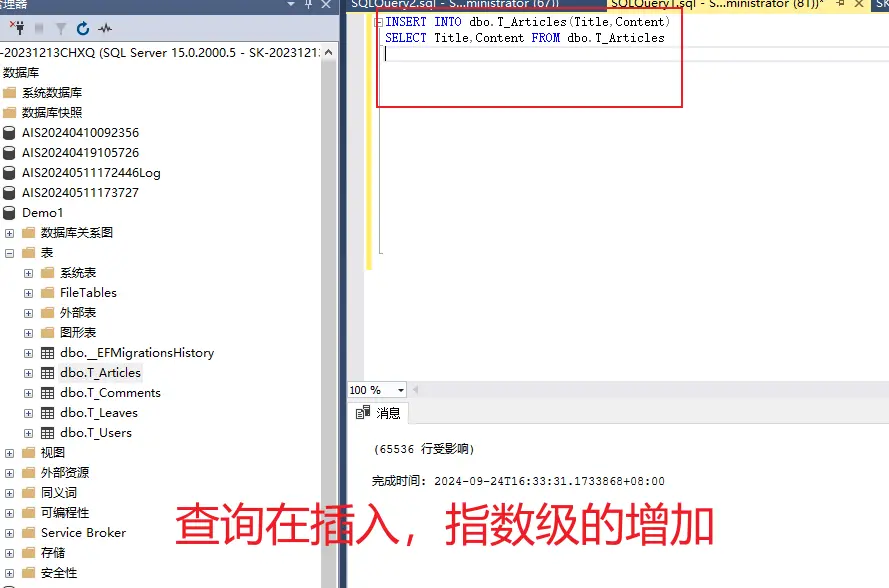 理器
-20231213CHXQ (SQL Server 15.0.2000.5 - SK-20231213
数据库
系统数据库
数据库快照
AIS20240410092356
AIS20240419105726
AIS20240511172446Log
AIS20240511173727
Demo1
数据库关系图
表
系统表
FileTables
外部表
图形表
dbo.__EFMigrationsHistory
dbo.T_Articles
dbo.T_Comments
dbo.T_Leaves
dbo.T_Users
视图
外部资源
同义词
可编程性
Service Broker
存储
安全性
SQLQuery2.sql - S...ministrator (67))
SQLQuery1.sql - S...ministrator (81))*
SK
INSERT INTO dbo.T_Articles(Title,Content)
SELECT Title,Content FROM dbo.T_Articles
100 %
消息
(65536 行受影响)
完成时间: 2024-09-24T16:33:31.1733868+08:00
查询在插入，指数级的增加